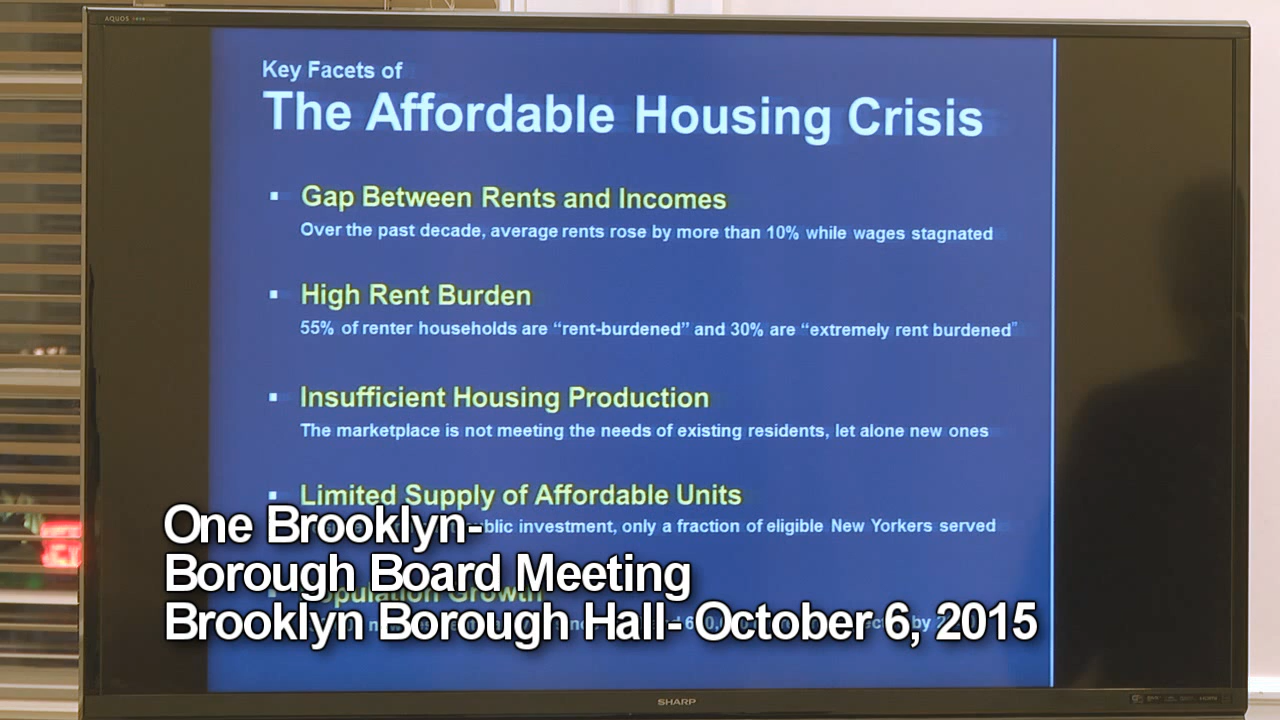 AQUOS
Key Facets of
The Affordable Housing Crisis
▪ Gap Between Rents and Incomes
Over the past decade, average rents rose by more than 10% while wages stagnated
▪ High Rent Burden
55% of renter households are “rent-burdened” and 30% are “extremely rent burdened”
▪ Insufficient Housing Production
The marketplace is not meeting the needs of existing residents, let alone new ones
▪ Limited Supply of Affordable Units
public investment, only a fraction of eligible New Yorkers served
One Brooklyn-
Borough Board Meeting
▪ Population Growth
Brooklyn Borough Hall- October 6, 2015
SHARP